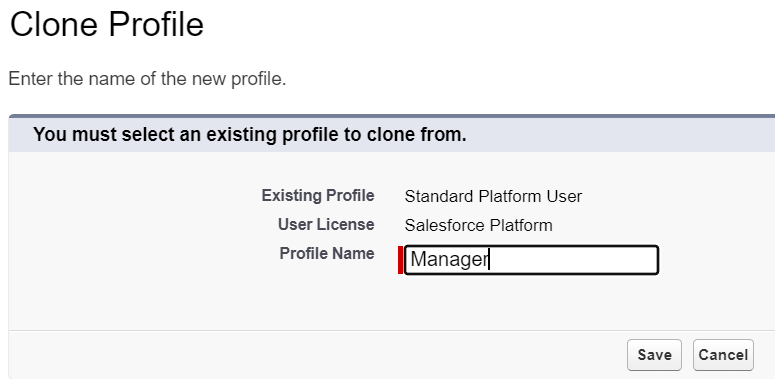 Clone Profile
Enter the name of the new profile.
You must select an existing profile to clone from.
Existing Profile Standard Platform User
User License Salesforce Platform
Profile Name Manager
Save Cancel